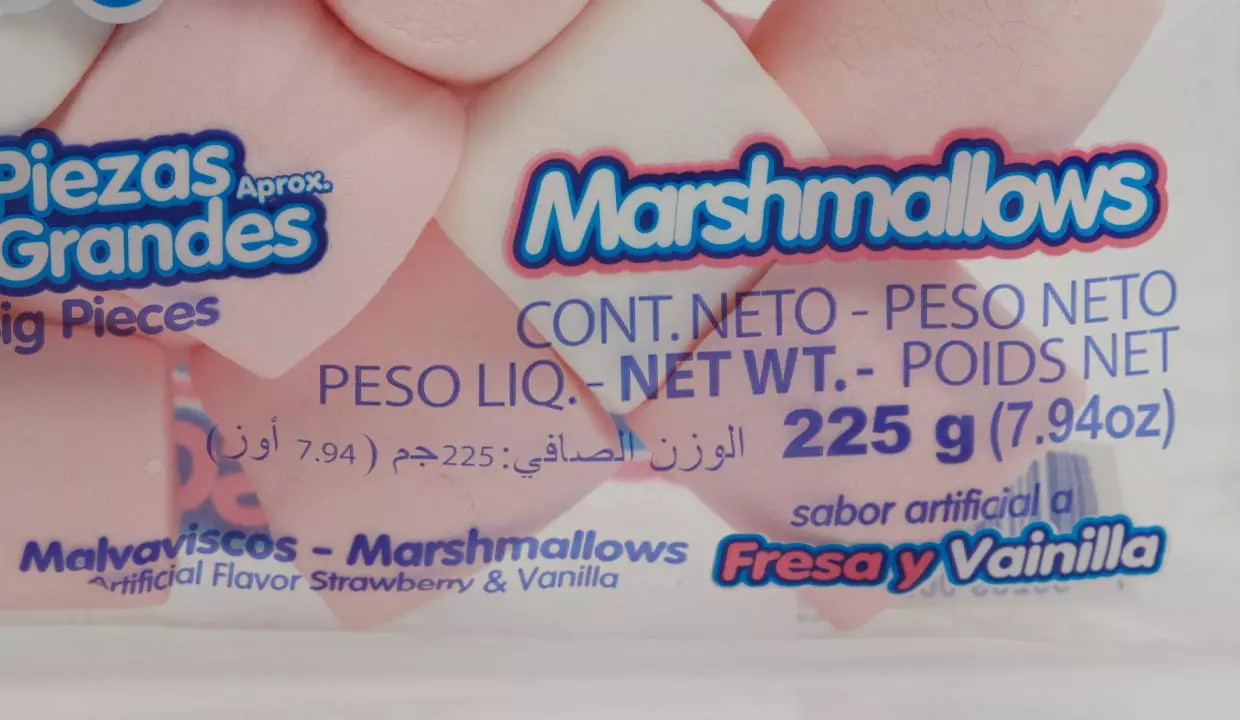 Piezas Aprox.
Grandes
ig Pieces
Marshmallows
CONT. NETO - PESO NETO
PESO LIQ. - NET WT. - POIDS NET
225 g (7.94oz)
الوزن الصافي: 225جم ( 7.94 أوز)
sabor artificial a
Fresa y Vainilla
Malvaviscos - Marshmallows
Artificial Flavor Strawberry & Vanilla